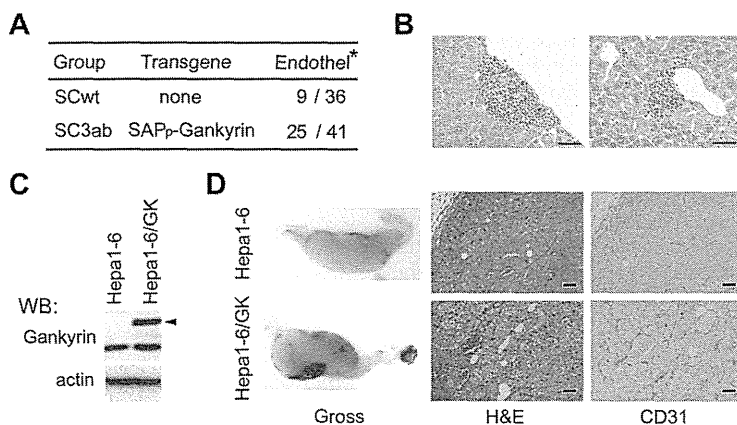 A
Group Transgene Endothel*
SCwt none 9 / 36
SC3ab SAPp-Gankyrin 25 / 41
B
C
Hepa1-6
Hepa1-6/GK
WB:
Gankyrin
actin
D
Hepa1-6
Hepa1-6/GK
Gross H&E CD31